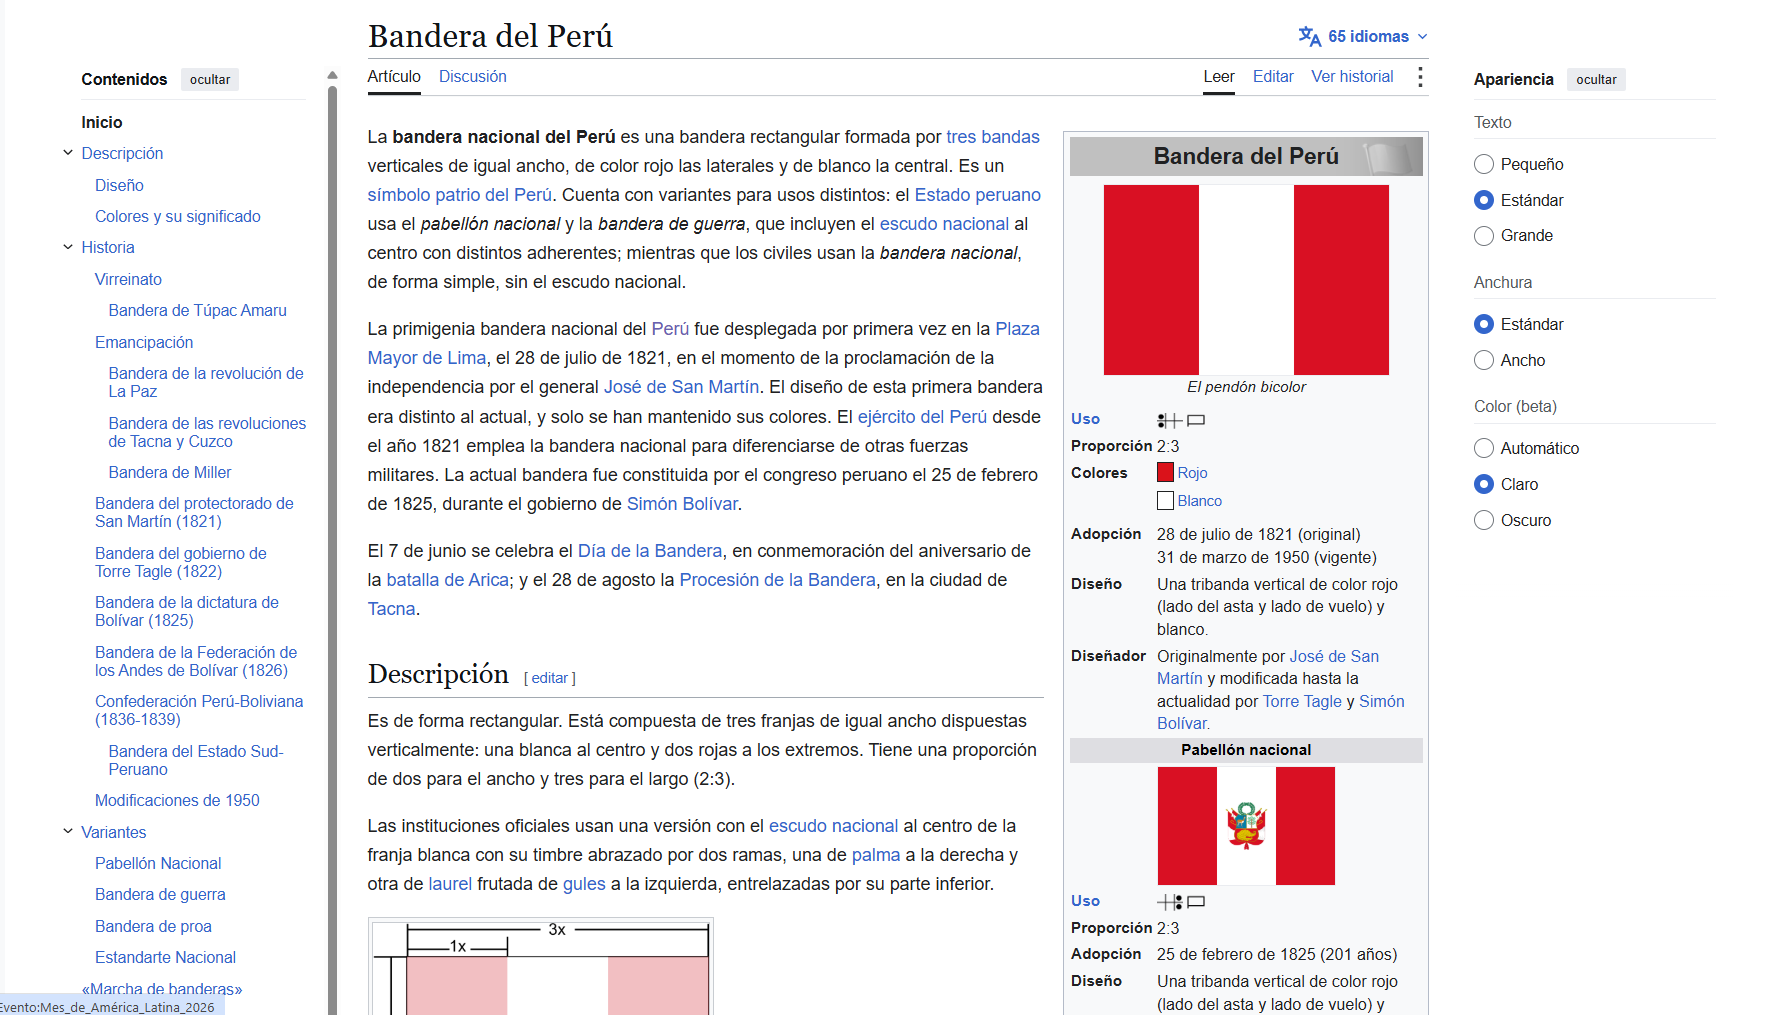 Bandera del Perú
65 idiomas
Artículo Discusión
Leer Editar Ver historial
Contenidos ocultar
Inicio
Descripción
Diseño
Colores y su significado
Historia
Virreinato
Bandera de Túpac Amaru
Emancipación
Bandera de la revolución de
La Paz
Bandera de las revoluciones
de Tacna y Cuzco
Bandera de Miller
Bandera del protectorado de
San Martín (1821)
Bandera del gobierno de
Torre Tagle (1822)
Bandera de la dictatura de
Bolívar (1825)
Bandera de la Federación de
los Andes de Bolívar (1826)
Confederación Perú-Boliviana
(1836-1839)
Bandera del Estado Sud-
Peruano
Modificaciones de 1950
Variantes
Pabellón Nacional
Bandera de guerra
Bandera de proa
Estandarte Nacional
«Marcha de banderas»
Evento:Mes_de_América_Latina_2026
La bandera nacional del Perú es una bandera rectangular formada por tres bandas
verticales de igual ancho, de color rojo las laterales y de blanco la central. Es un
símbolo patrio del Perú. Cuenta con variantes para usos distintos: el Estado peruano
usa el pabellón nacional y la bandera de guerra, que incluyen el escudo nacional al
centro con distintos adherentes; mientras que los civiles usan la bandera nacional,
de forma simple, sin el escudo nacional.
La primigenia bandera nacional del Perú fue desplegada por primera vez en la Plaza
Mayor de Lima, el 28 de julio de 1821, en el momento de la proclamación de la
independencia por el general José de San Martín. El diseño de esta primera bandera
era distinto al actual, y solo se han mantenido sus colores. El ejército del Perú desde
el año 1821 emplea la bandera nacional para diferenciarse de otras fuerzas
militares. La actual bandera fue constituida por el congreso peruano el 25 de febrero
de 1825, durante el gobierno de Simón Bolívar.
El 7 de junio se celebra el Día de la Bandera, en conmemoración del aniversario de
la batalla de Arica; y el 28 de agosto la Procesión de la Bandera, en la ciudad de
Tacna.
Descripción [ editar ]
Es de forma rectangular. Está compuesta de tres franjas de igual ancho dispuestas
verticalmente: una blanca al centro y dos rojas a los extremos. Tiene una proporción
de dos para el ancho y tres para el largo (2:3).
Las instituciones oficiales usan una versión con el escudo nacional al centro de la
franja blanca con su timbre abrazado por dos ramas, una de palma a la derecha y
otra de laurel frutada de gules a la izquierda, entrelazadas por su parte inferior.
3x
1x
Bandera del Perú
El pendón bicolor
Uso
Proporción 2:3
Colores Rojo
Blanco
Adopción 28 de julio de 1821 (original)
31 de marzo de 1950 (vigente)
Diseño Una tribanda vertical de color rojo
(lado del asta y lado de vuelo) y
blanco.
Diseñador Originalmente por José de San
Martín y modificada hasta la
actualidad por Torre Tagle y Simón
Bolívar.
Pabellón nacional
Uso
Proporción 2:3
Adopción 25 de febrero de 1825 (201 años)
Diseño Una tribanda vertical de color rojo
(lado del asta y lado de vuelo) y
Apariencia ocultar
Texto
Pequeño
Estándar
Grande
Anchura
Estándar
Ancho
Color (beta)
Automático
Claro
Oscuro